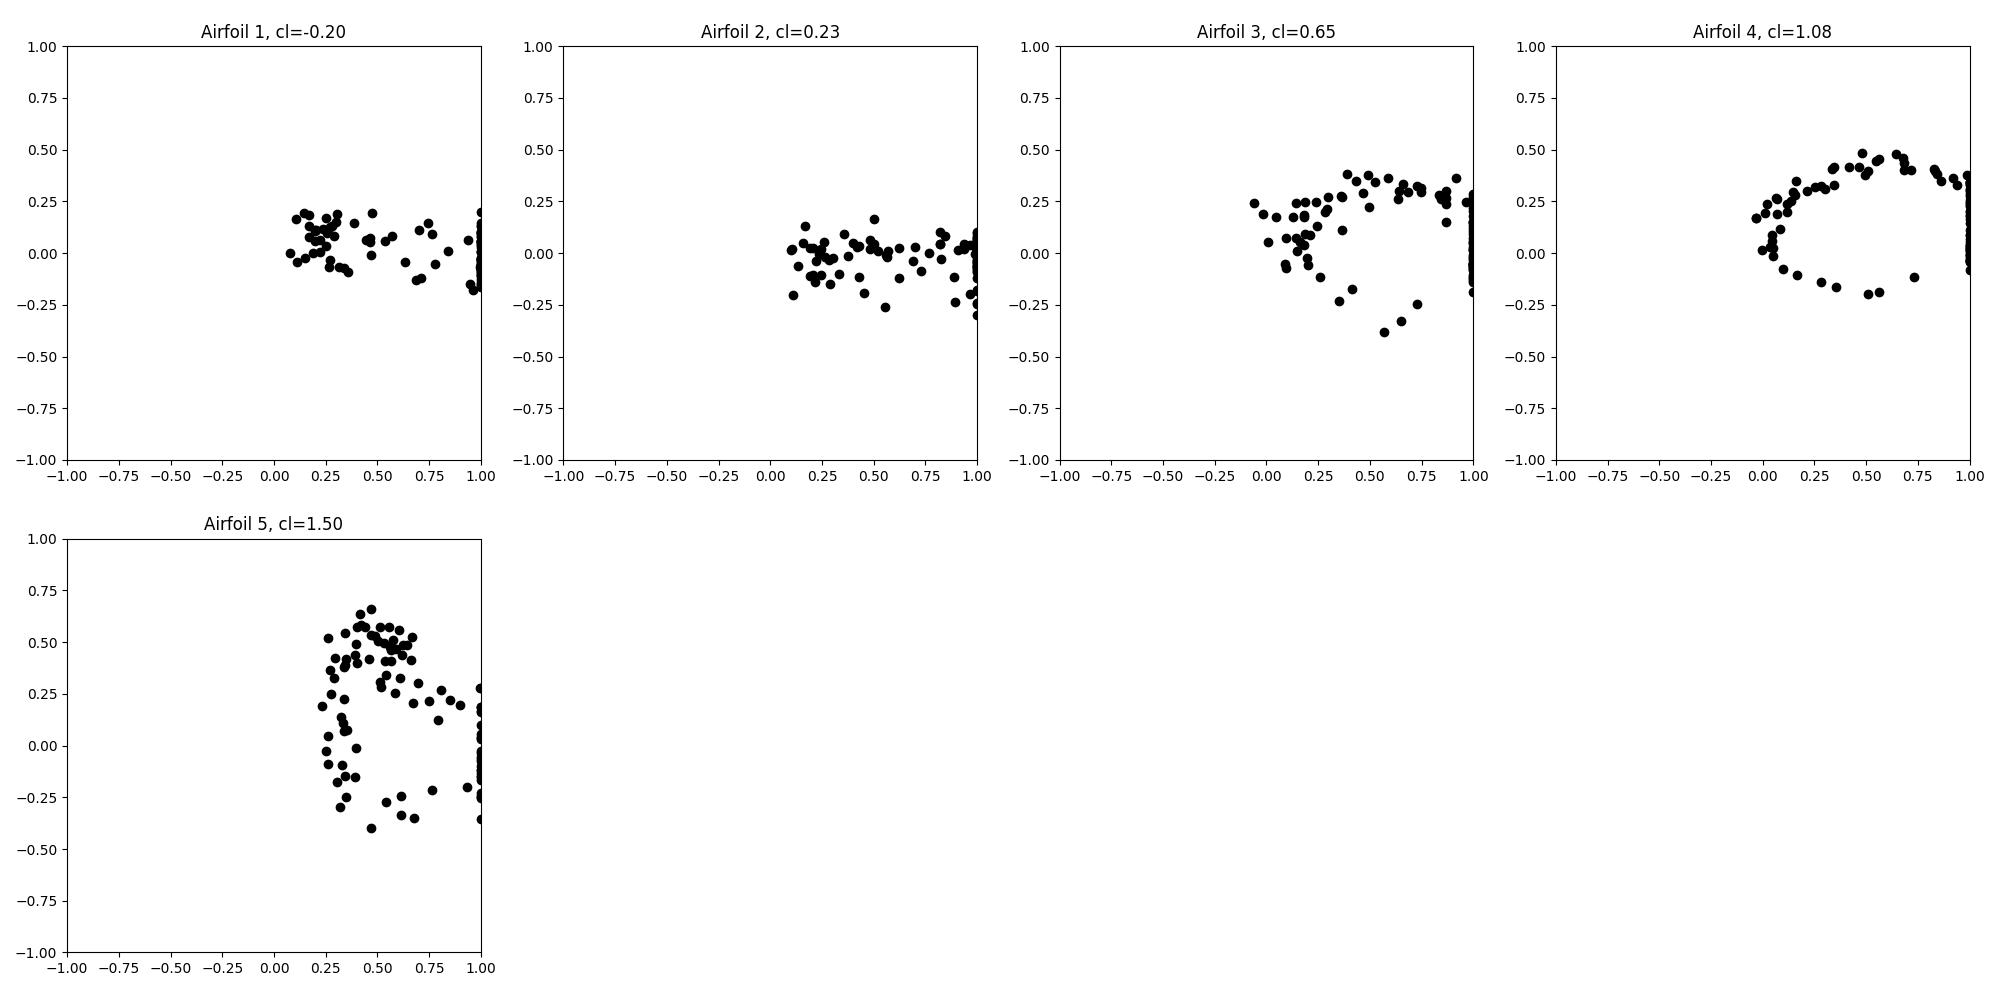 Airfoil 1, cl=-0.20
Airfoil 2, cl=0.23
Airfoil 3, cl=0.65
Airfoil 4, cl=1.08
1.00 1.00 1.00 1.00
0.75 0.75 0.75 0.75
0.50 0.50 0.50 0.50
0.25 0.25 0.25 0.25
0.00 0.00 0.00 0.00
−0.25 −0.25 −0.25 −0.25
−0.50 −0.50 −0.50 −0.50
−0.75 −0.75 −0.75 −0.75
−1.00 −1.00 −1.00 −1.00
−1.00 −0.75 −0.50 −0.25 0.00 0.25 0.50 0.75 1.00
−1.00 −0.75 −0.50 −0.25 0.00 0.25 0.50 0.75 1.00
−1.00 −0.75 −0.50 −0.25 0.00 0.25 0.50 0.75 1.00
−1.00 −0.75 −0.50 −0.25 0.00 0.25 0.50 0.75 1.00
Airfoil 5, cl=1.50
1.00
0.75
0.50
0.25
0.00
−0.25
−0.50
−0.75
−1.00
−1.00 −0.75 −0.50 −0.25 0.00 0.25 0.50 0.75 1.00